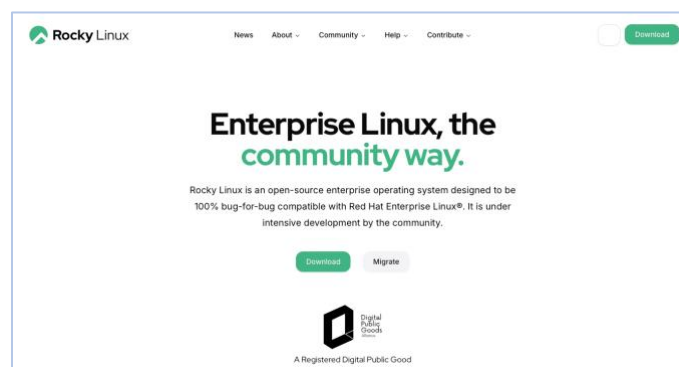 Rocky Linux
News About Community Help Contribute
Download
Enterprise Linux, the
community way.
Rocky Linux is an open-source enterprise operating system designed to be
100% bug-for-bug compatible with Red Hat Enterprise Linux®. It is under
intensive development by the community.
Download Migrate
Digital
Public
Goods
Alliance
A Registered Digital Public Good